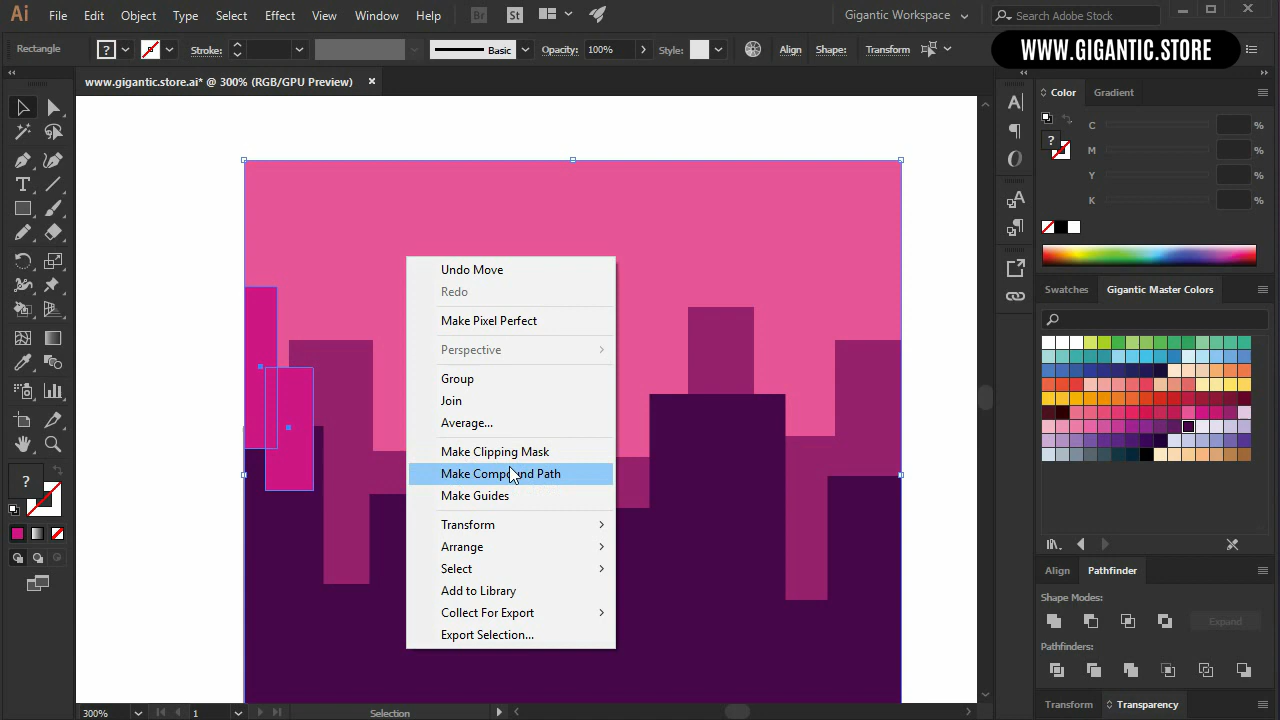 Ai File Edit Object Type Select Effect View Window Help Br St Gigantic Workspace Search Adobe Stock
Rectangle ? Stroke: Basic Opacity: 100% Style: Align Shape: Transform WWW.GIGANTIC.STORE
www.gigantic.store.ai* @ 300% (RGB/GPU Preview)
Color Gradient
C %
M %
Y %
K %
?
Swatches Gigantic Master Colors
Undo Move
Redo
Make Pixel Perfect
Perspective
Group
Join
Average...
Make Clipping Mask
Make Compound Path
Make Guides
Transform
Arrange
Select
Add to Library
Collect For Export
Export Selection...
?
Align Pathfinder
Shape Modes:
Expand
Pathfinders:
Transform Transparency
300% 1 Selection